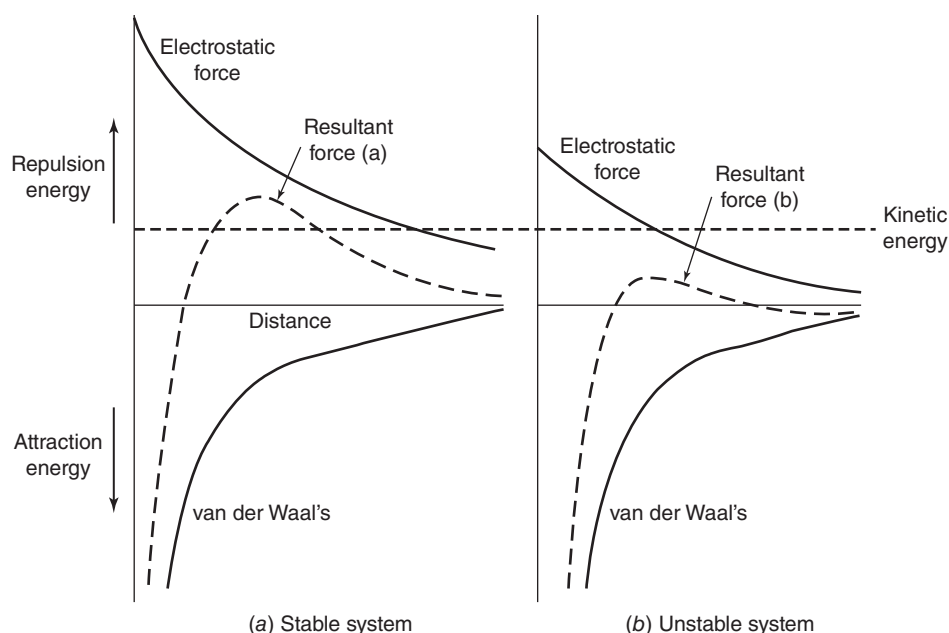 Electrostatic
force
Resultant
force (a)
Repulsion
energy
Electrostatic
force
Resultant
force (b)
Kinetic
energy
Distance
Attraction
energy
van der Waal's
van der Waal's
(a) Stable system
(b) Unstable system